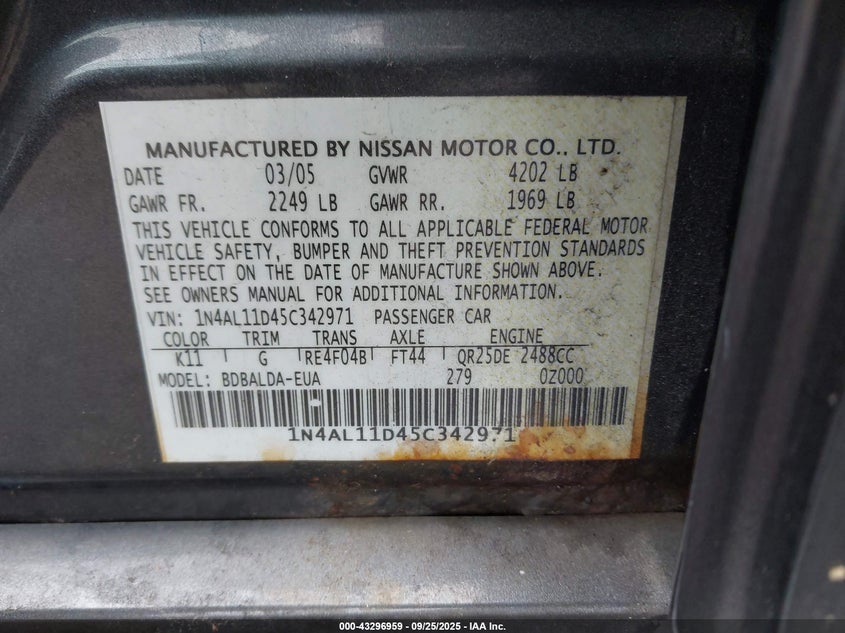 MANUFACTURED BY NISSAN MOTOR CO., LTD.
DATE 03/05 GVWR 4202 LB
GAWR FR. 2249 LB GAWR RR. 1969 LB
THIS VEHICLE CONFORMS TO ALL APPLICABLE FEDERAL MOTOR
VEHICLE SAFETY, BUMPER AND THEFT PREVENTION STANDARDS
IN EFFECT ON THE DATE OF MANUFACTURE SHOWN ABOVE.
SEE OWNERS MANUAL FOR ADDITIONAL INFORMATION.
VIN: 1N4AL11D45C342971 PASSENGER CAR
COLOR TRIM TRANS AXLE ENGINE
K11 G RE4F04B FT44 QR25DE 2488CC
MODEL: BDBALDA-EUA 279 0Z000
1N4AL11D45C342971
000-43296959 - 09/25/2025 - IAA Inc.